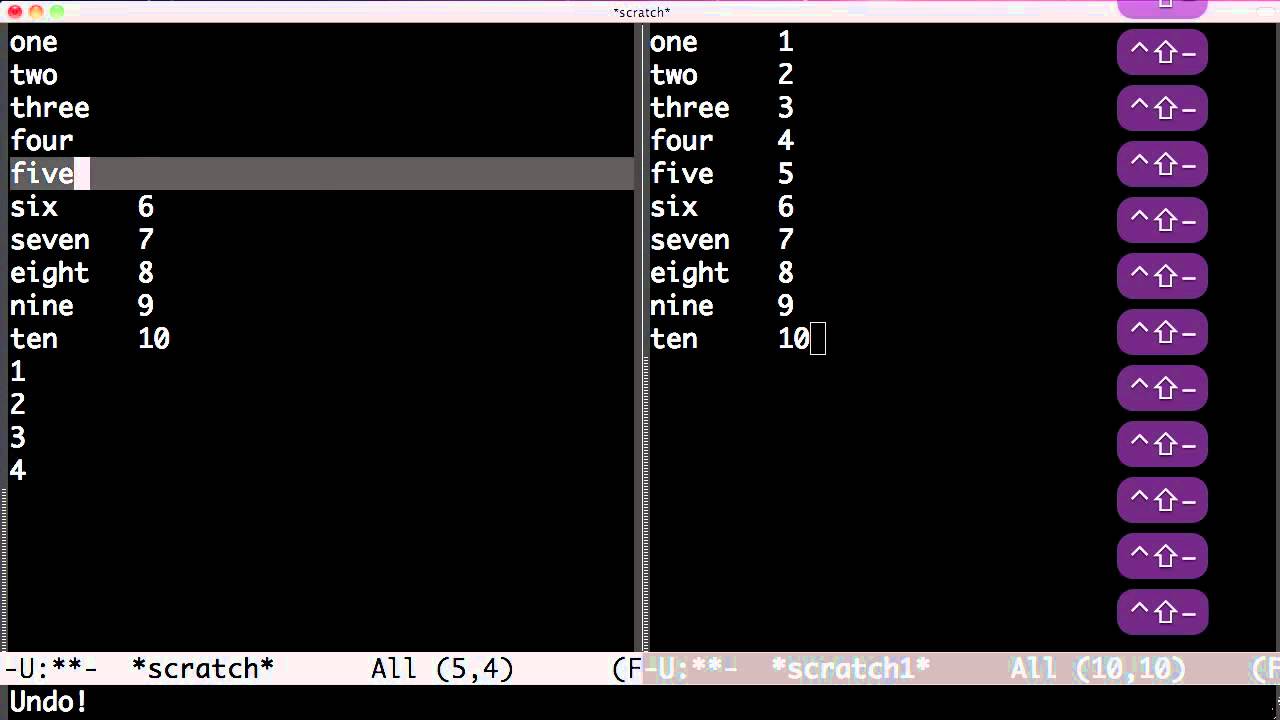 *scratch*
one
two
three
four
five
six 6
seven 7
eight 8
nine 9
ten 10
1
2
3
4
-U:**- *scratch* All (5,4) (F
one 1
two 2
three 3
four 4
five 5
six 6
seven 7
eight 8
nine 9
ten 10
-U:**- *scratch1* All (10,10) (F
^⇧-
^⇧-
^⇧-
^⇧-
^⇧-
^⇧-
^⇧-
^⇧-
^⇧-
^⇧-
^⇧-
Undo!